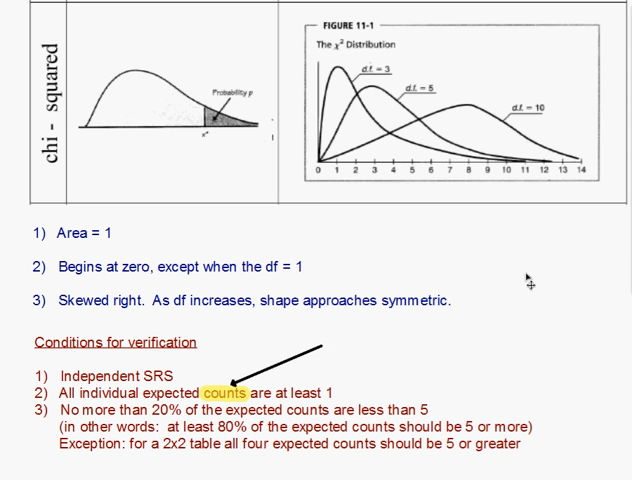 chi - squared
Probability p
x*
FIGURE 11-1
The χ² Distribution
d.f. = 3
d.f. = 5
d.f. = 10
0 1 2 3 4 5 6 7 8 9 10 11 12 13 14
1) Area = 1
2) Begins at zero, except when the df = 1
3) Skewed right. As df increases, shape approaches symmetric.
Conditions for verification
1) Independent SRS
2) All individual expected counts are at least 1
3) No more than 20% of the expected counts are less than 5
(in other words: at least 80% of the expected counts should be 5 or more)
Exception: for a 2x2 table all four expected counts should be 5 or greater